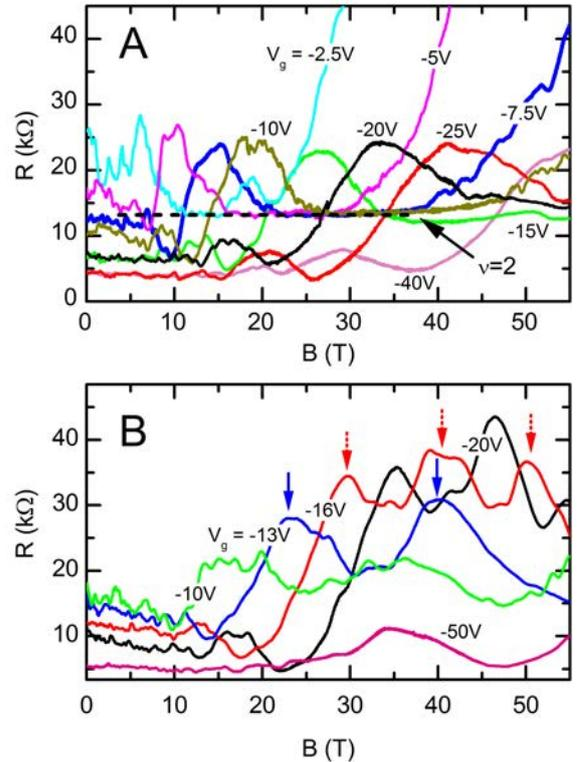 A
V_g = -2.5V
-5V
-7.5V
-10V
-20V
-25V
-15V
ν=2
-40V
R (kΩ)
40
30
20
10
0
0 10 20 30 40 50
B (T)
B
-20V
-16V
V_g = -13V
-10V
-50V
R (kΩ)
40
30
20
10
0 10 20 30 40 50
B (T)